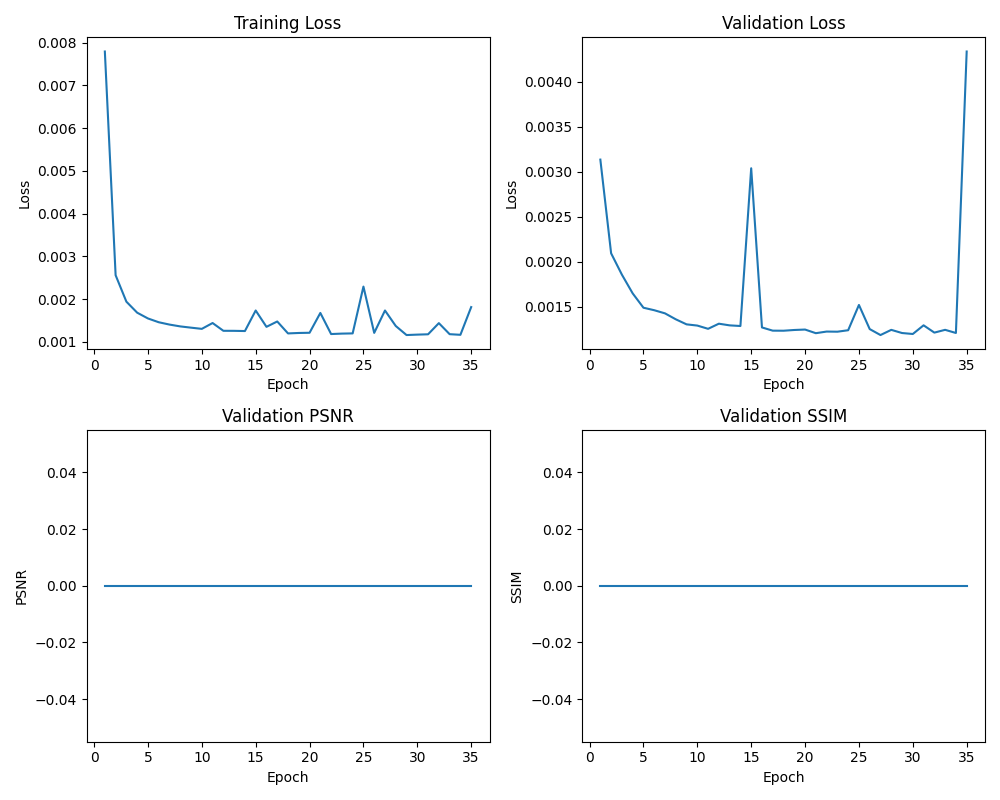 Training Loss
Validation Loss
0.008
0.007
0.006
0.005
0.004
0.003
0.002
0.001
Loss
0 5 10 15 20 25 30 35
Epoch
0.0040
0.0035
0.0030
0.0025
0.0020
0.0015
Loss
0 5 10 15 20 25 30 35
Epoch
Validation PSNR
Validation SSIM
0.04
0.02
0.00
−0.02
−0.04
PSNR
0 5 10 15 20 25 30 35
Epoch
0.04
0.02
0.00
−0.02
−0.04
SSIM
0 5 10 15 20 25 30 35
Epoch